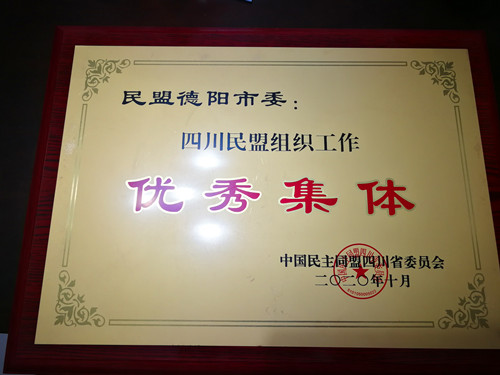 民盟德阳市委：
四川民盟组织工作
优秀集体
中国民主同盟四川省委员会
二〇二〇年十月